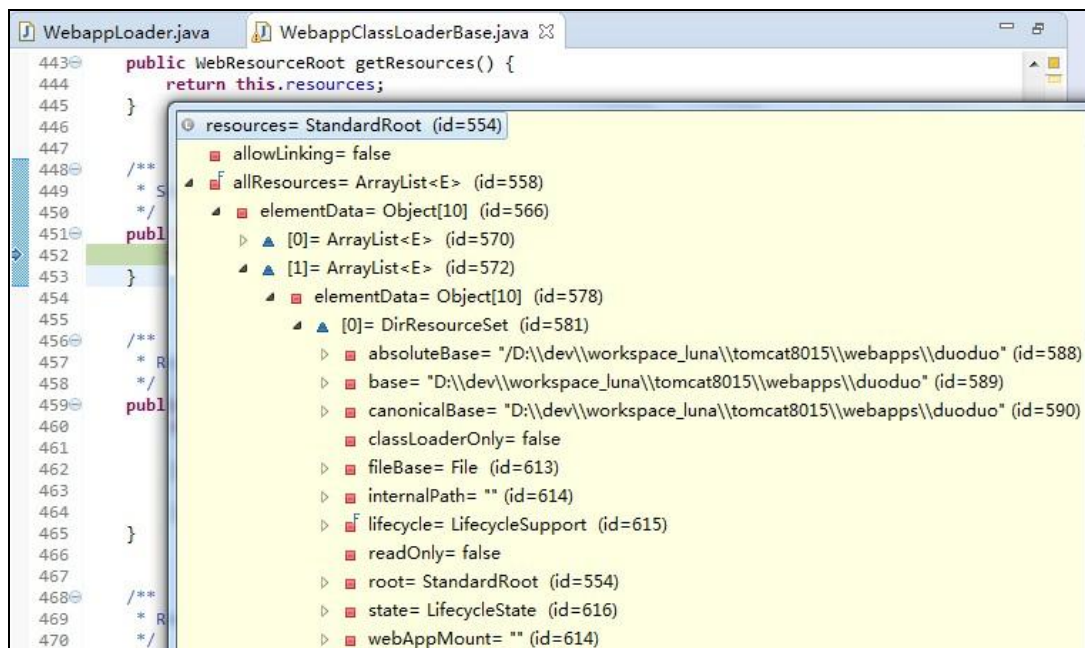 WebappLoader.java WebappClassLoaderBase.java
443 public WebResourceRoot getResources() {
444 return this.resources;
445 }
446
447
448 /**
449 * S
450 */
451 publ
452
453 }
454
455
456 /**
457 * R
458 */
459 publ
460
461
462
463
464
465 }
466
467
468 /**
469 * R
470 */
resources= StandardRoot (id=554)
allowLinking= false
allResources= ArrayList<E> (id=558)
elementData= Object[10] (id=566)
[0]= ArrayList<E> (id=570)
[1]= ArrayList<E> (id=572)
elementData= Object[10] (id=578)
[0]= DirResourceSet (id=581)
absoluteBase= "/D:\\dev\\workspace_luna\\tomcat8015\\webapps\\duoduo" (id=588)
base= "D:\\dev\\workspace_luna\\tomcat8015\\webapps\\duoduo" (id=589)
canonicalBase= "D:\\dev\\workspace_luna\\tomcat8015\\webapps\\duoduo" (id=590)
classLoaderOnly= false
fileBase= File (id=613)
internalPath= "" (id=614)
lifecycle= LifecycleSupport (id=615)
readOnly= false
root= StandardRoot (id=554)
state= LifecycleState (id=616)
webAppMount= "" (id=614)